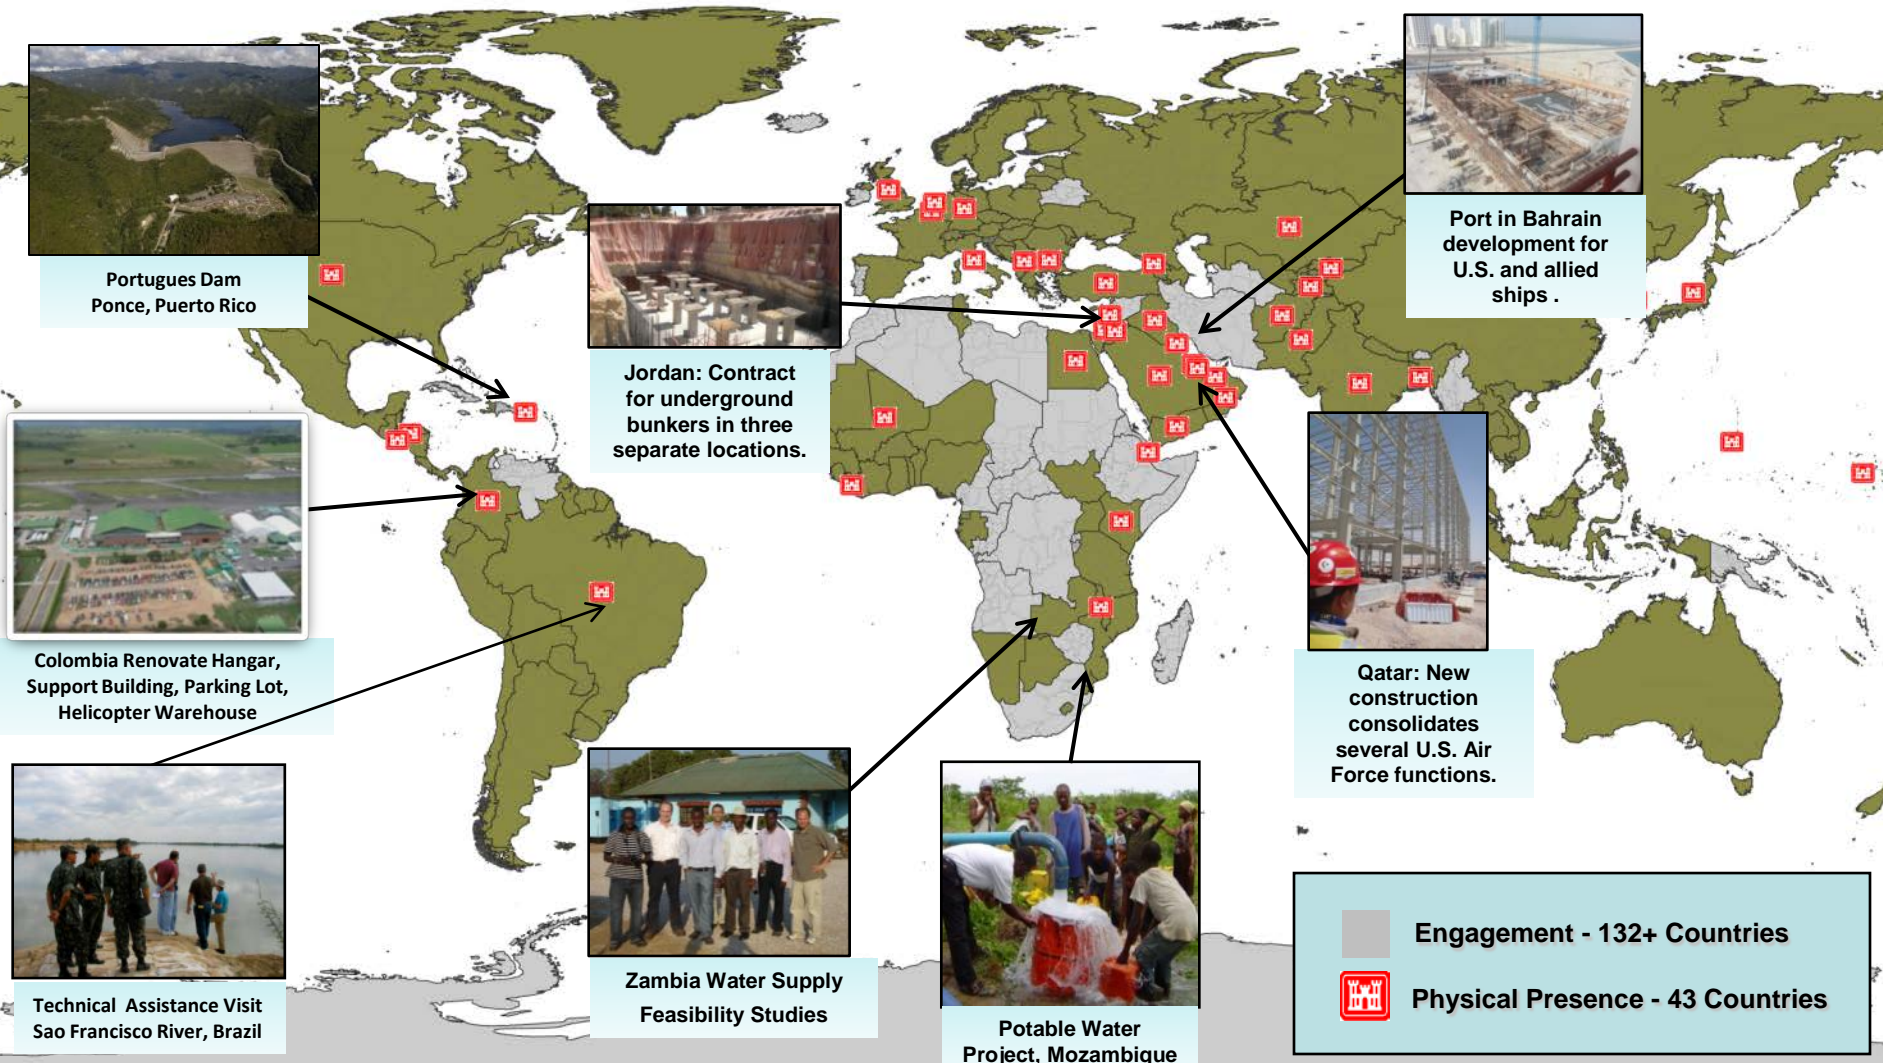 Portugues Dam
Ponce, Puerto Rico
Jordan: Contract
for underground
bunkers in three
separate locations.
Port in Bahrain
development for
U.S. and allied
ships .
Colombia Renovate Hangar,
Support Building, Parking Lot,
Helicopter Warehouse
Qatar: New
construction
consolidates
several U.S. Air
Force functions.
Technical  Assistance Visit
Sao Francisco River, Brazil
Zambia Water Supply
Feasibility Studies
Potable Water
Project, Mozambique
Engagement - 132+ Countries
Physical Presence - 43 Countries